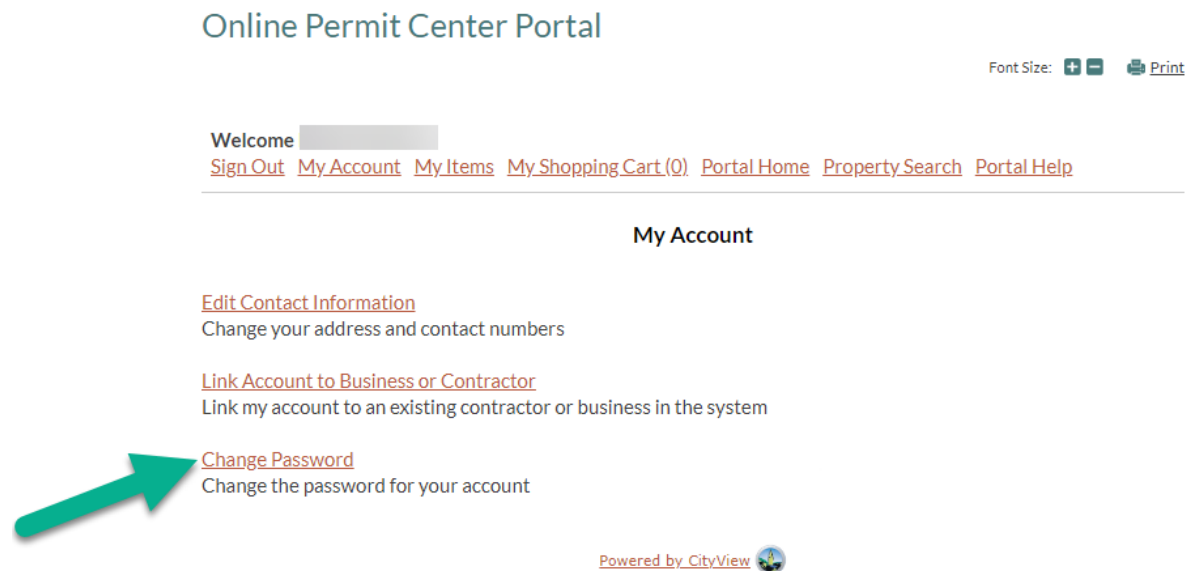 Online Permit Center Portal
Font Size: Print
Welcome
Sign Out My Account My Items My Shopping Cart (0) Portal Home Property Search Portal Help
My Account
Edit Contact Information
Change your address and contact numbers
Link Account to Business or Contractor
Link my account to an existing contractor or business in the system
Change Password
Change the password for your account
Powered by CityView